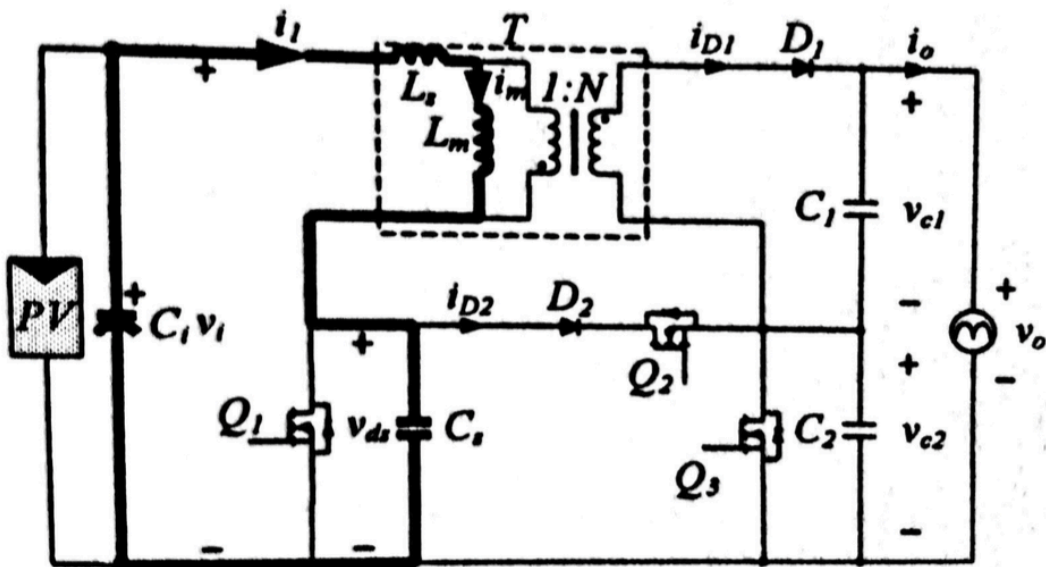 i1
T
iD1
D1
io
+
Ls
im
1:N
+
Lm
C1
vc1
PV
+
Ci
vi
iD2
D2
−
+
+
Q2
+
vo
−
Q1
vds
Cs
Q3
C2
vc2
−
−
−